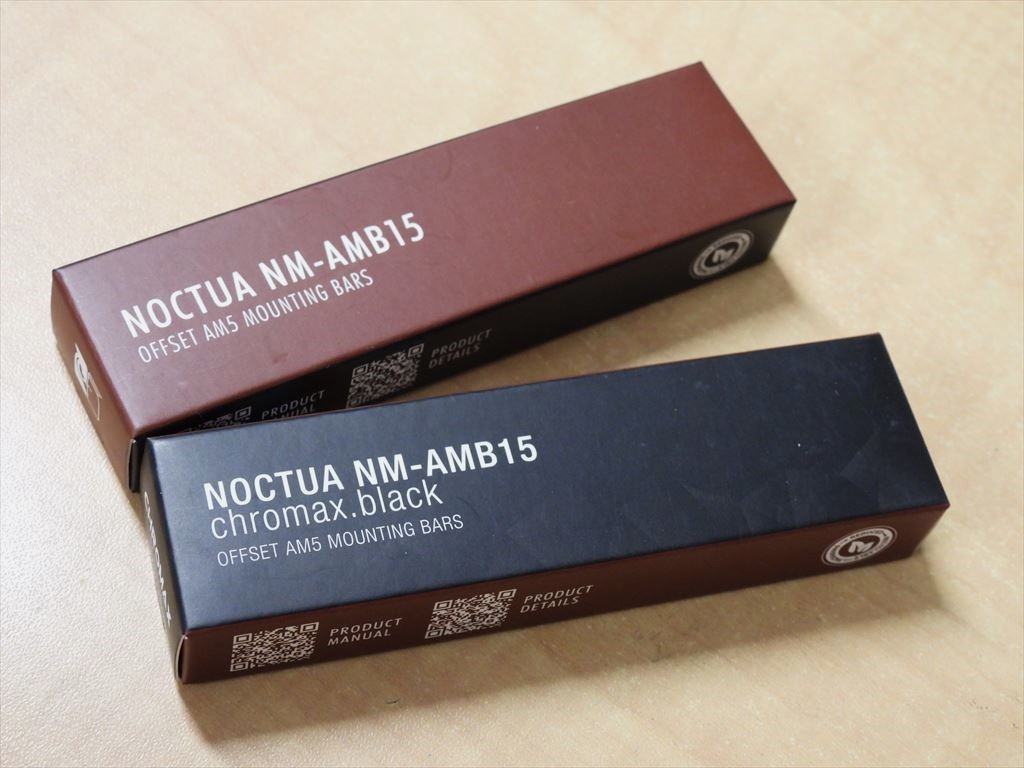 NOCTUA NM-AMB15
OFFSET AM5 MOUNTING BARS
PRODUCT
MANUAL
PRODUCT
DETAILS
NOCTUA NM-AMB15
chromax.black
OFFSET AM5 MOUNTING BARS
PRODUCT
MANUAL
PRODUCT
DETAILS